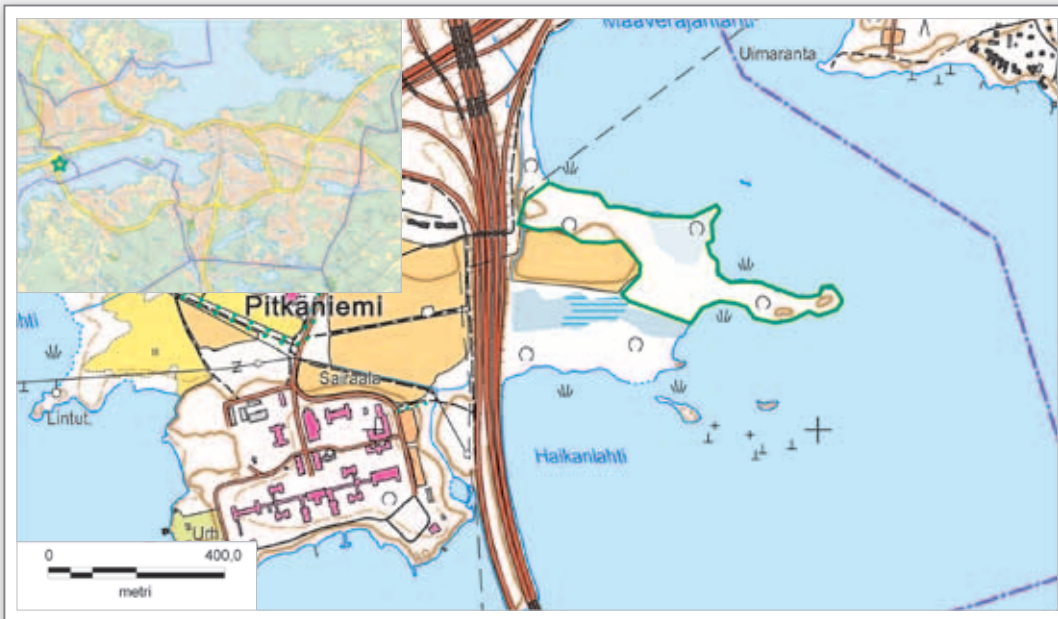 Uimaranta
Pitkäniemi
Sairaala
Lintut.
Haikanlahti
Urh.
0 400,0
metri